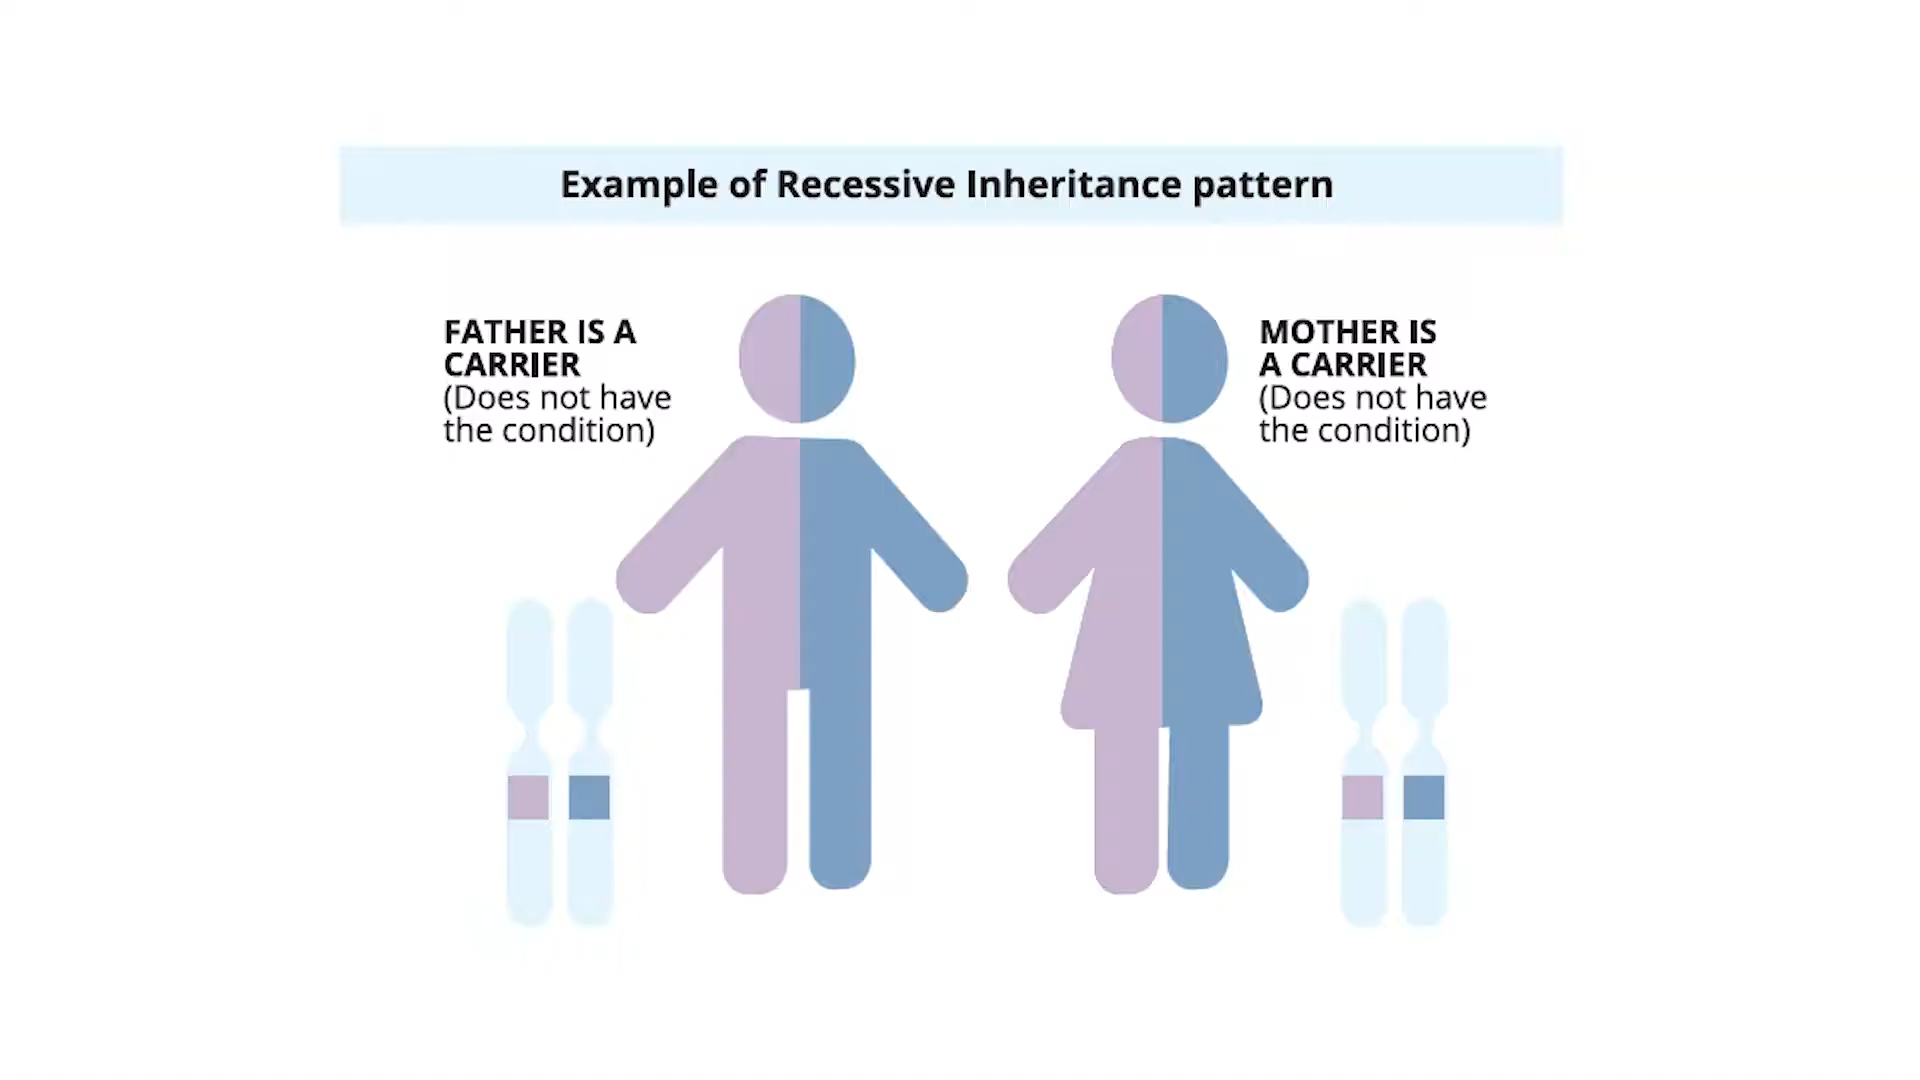 Example of Recessive Inheritance pattern
FATHER IS A
CARRIER
(Does not have
the condition)
MOTHER IS
A CARRIER
(Does not have
the condition)